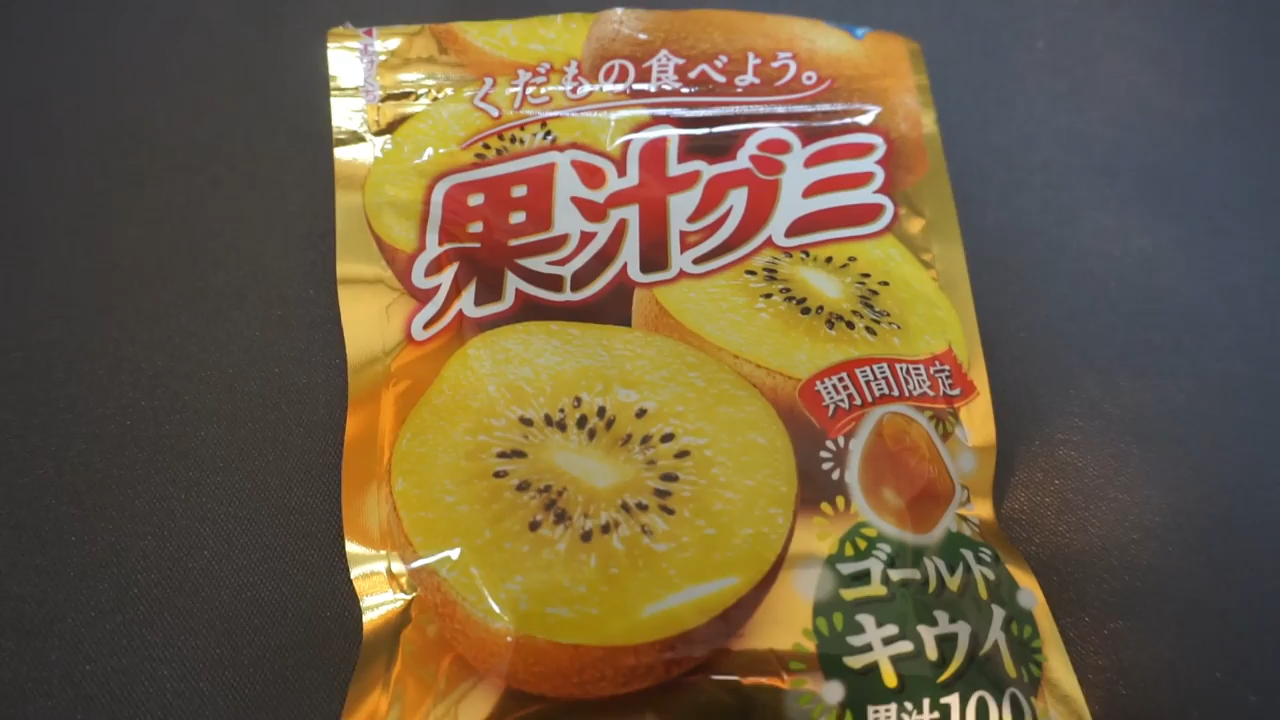 くだもの食べよう。
果汁グミ
期間限定
ゴールド
キウイ
果汁100